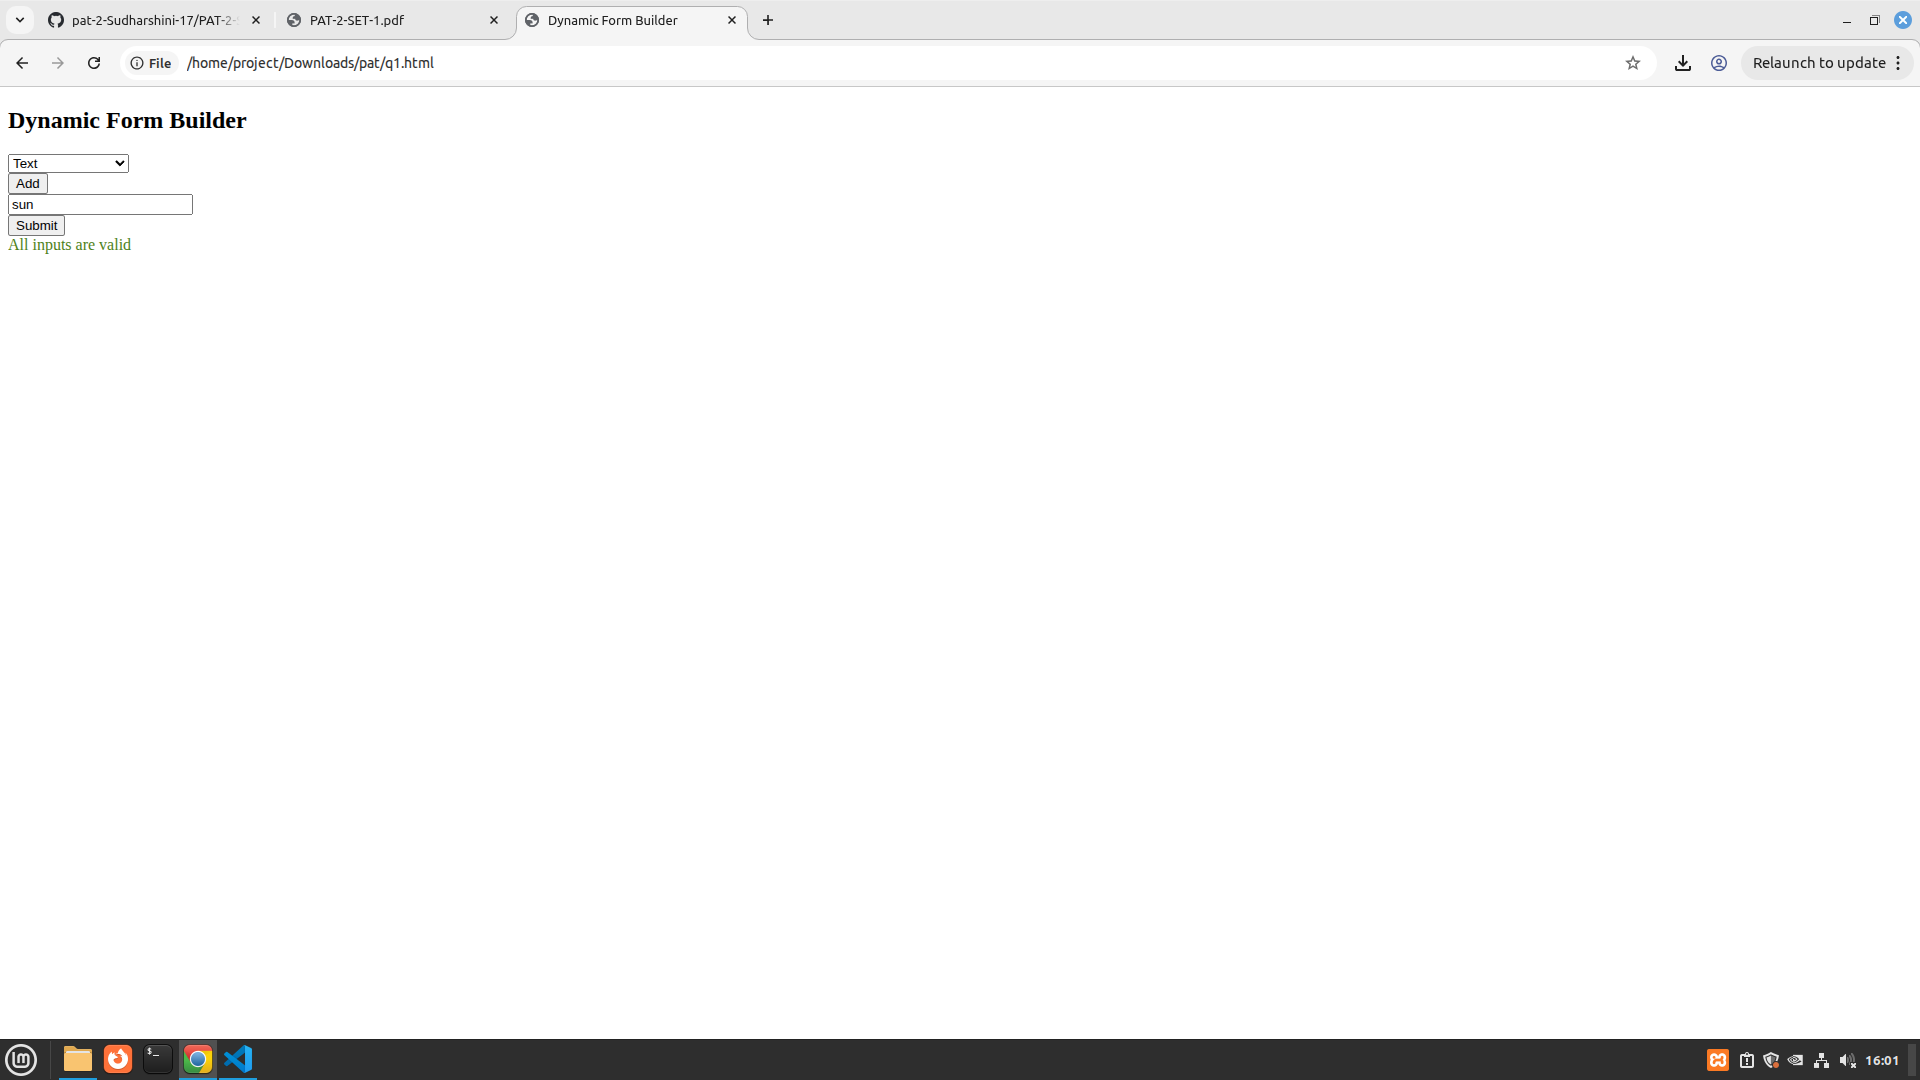 pat-2-Sudharshini-17/PAT-2-
PAT-2-SET-1.pdf
Dynamic Form Builder
File
/home/project/Downloads/pat/q1.html
Relaunch to update
Dynamic Form Builder
Text
Add
sun
Submit
All inputs are valid
16:01